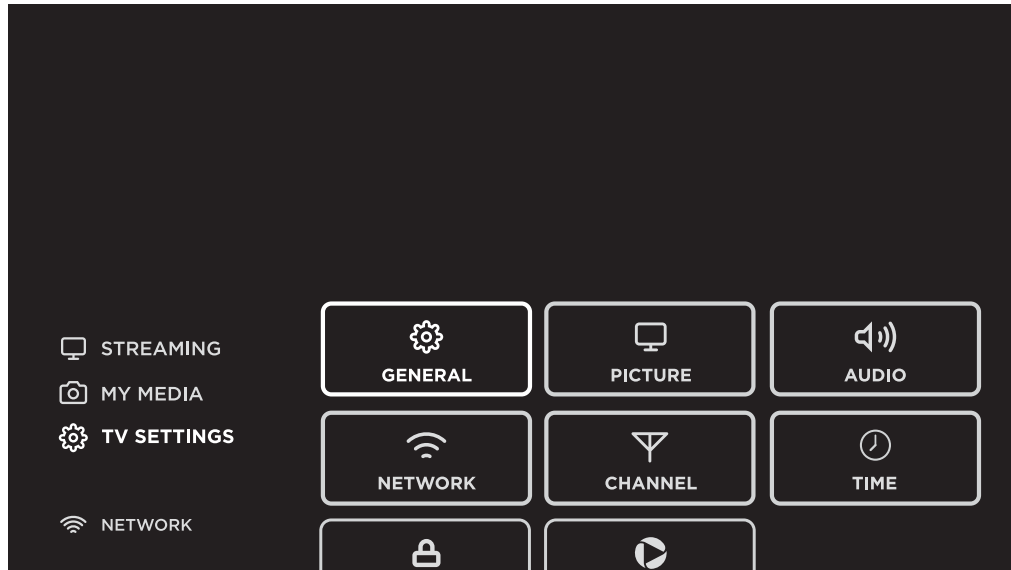 STREAMING
MY MEDIA
TV SETTINGS
NETWORK
GENERAL
PICTURE
AUDIO
NETWORK
CHANNEL
TIME